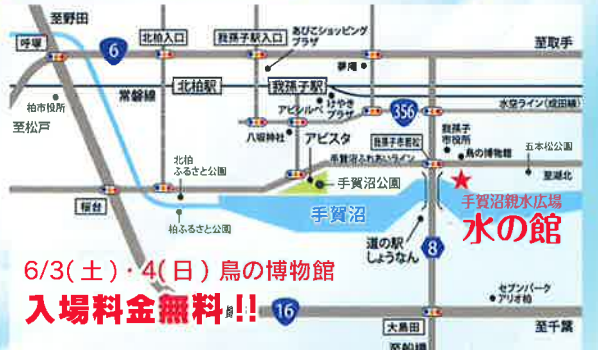 至野田
呼塚
6
北柏入口
我孫子駅入口
あびこショッピング
プラザ
夢庵
至取手
柏市役所
常磐線
北柏駅
我孫子駅
アビシルベ
けやき
プラザ
356
水空ライン(成田線)
至松戸
八坂神社
アビスタ
我孫子市若松
我孫子
市役所
鳥の博物館
五本松公園
北柏
ふるさと公園
手賀沼ふれあいライン
至湖北
手賀沼公園
桜台
柏ふるさと公園
手賀沼
手賀沼親水広場
水の館
道の駅
しょうなん
8
6/3(土)・4(日)鳥の博物館
入場料金無料!!
16
セブンパーク
アリオ柏
大島田
至千葉
至船橋